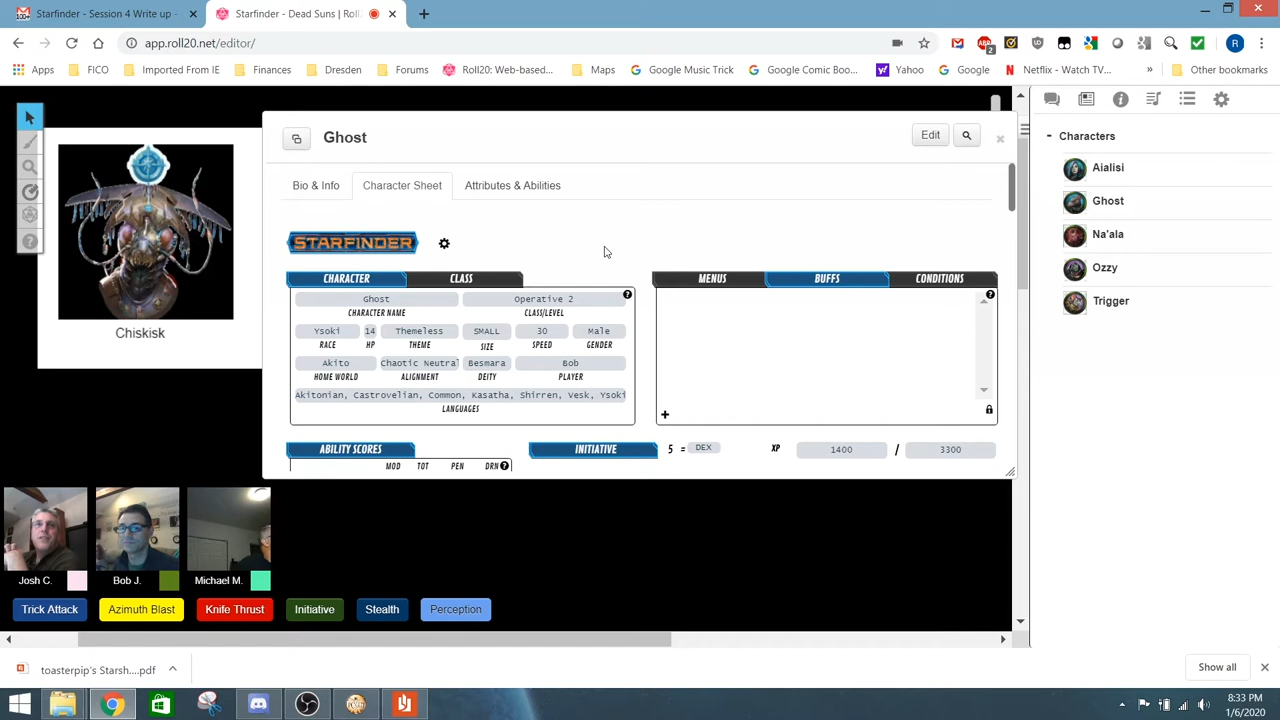 Starfinder - Session 4 Write up -
Starfinder - Dead Suns | Roll2
app.roll20.net/editor/
Apps
FICO
Imported From IE
Finances
Dresden
Forums
Roll20: Web-based...
Maps
Google Music Trick
Google Comic Boo...
Yahoo
Google
Netflix - Watch TV...
»
Other bookmarks
Ghost
Edit
Characters
Bio & Info
Character Sheet
Attributes & Abilities
Aialisi
Ghost
Na'ala
Ozzy
Trigger
STARFINDER
CHARACTER
CLASS
MENUS
BUFFS
CONDITIONS
Ghost
Operative 2
CHARACTER NAME
CLASS/LEVEL
Ysoki
14
Themeless
SMALL
30
Male
RACE
HP
THEME
SIZE
SPEED
GENDER
Akito
Chaotic Neutral
Besmara
Bob
HOME WORLD
ALIGNMENT
DEITY
PLAYER
Akitonian, Castrovelian, Common, Kasatha, Shirren, Vesk, Ysoki
LANGUAGES
Chiskisk
ABILITY SCORES
INITIATIVE
5 = DEX
XP
1400
/
3300
MOD TOT PEN DRN
Josh C.
Bob J.
Michael M.
Trick Attack
Azimuth Blast
Knife Thrust
Initiative
Stealth
Perception
toasterpip's Starsh....pdf
Show all
8:33 PM
1/6/2020